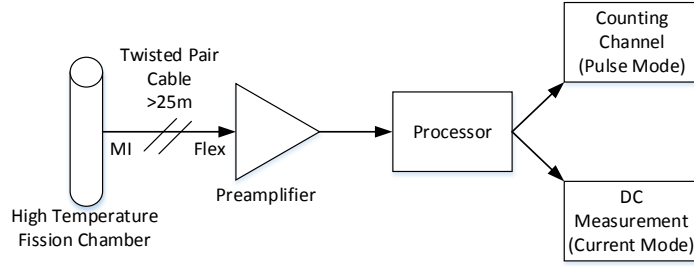 Twisted Pair
Cable
>25m
MI
Flex
High Temperature
Fission Chamber
Preamplifier
Processor
Counting
Channel
(Pulse Mode)
DC
Measurement
(Current Mode)